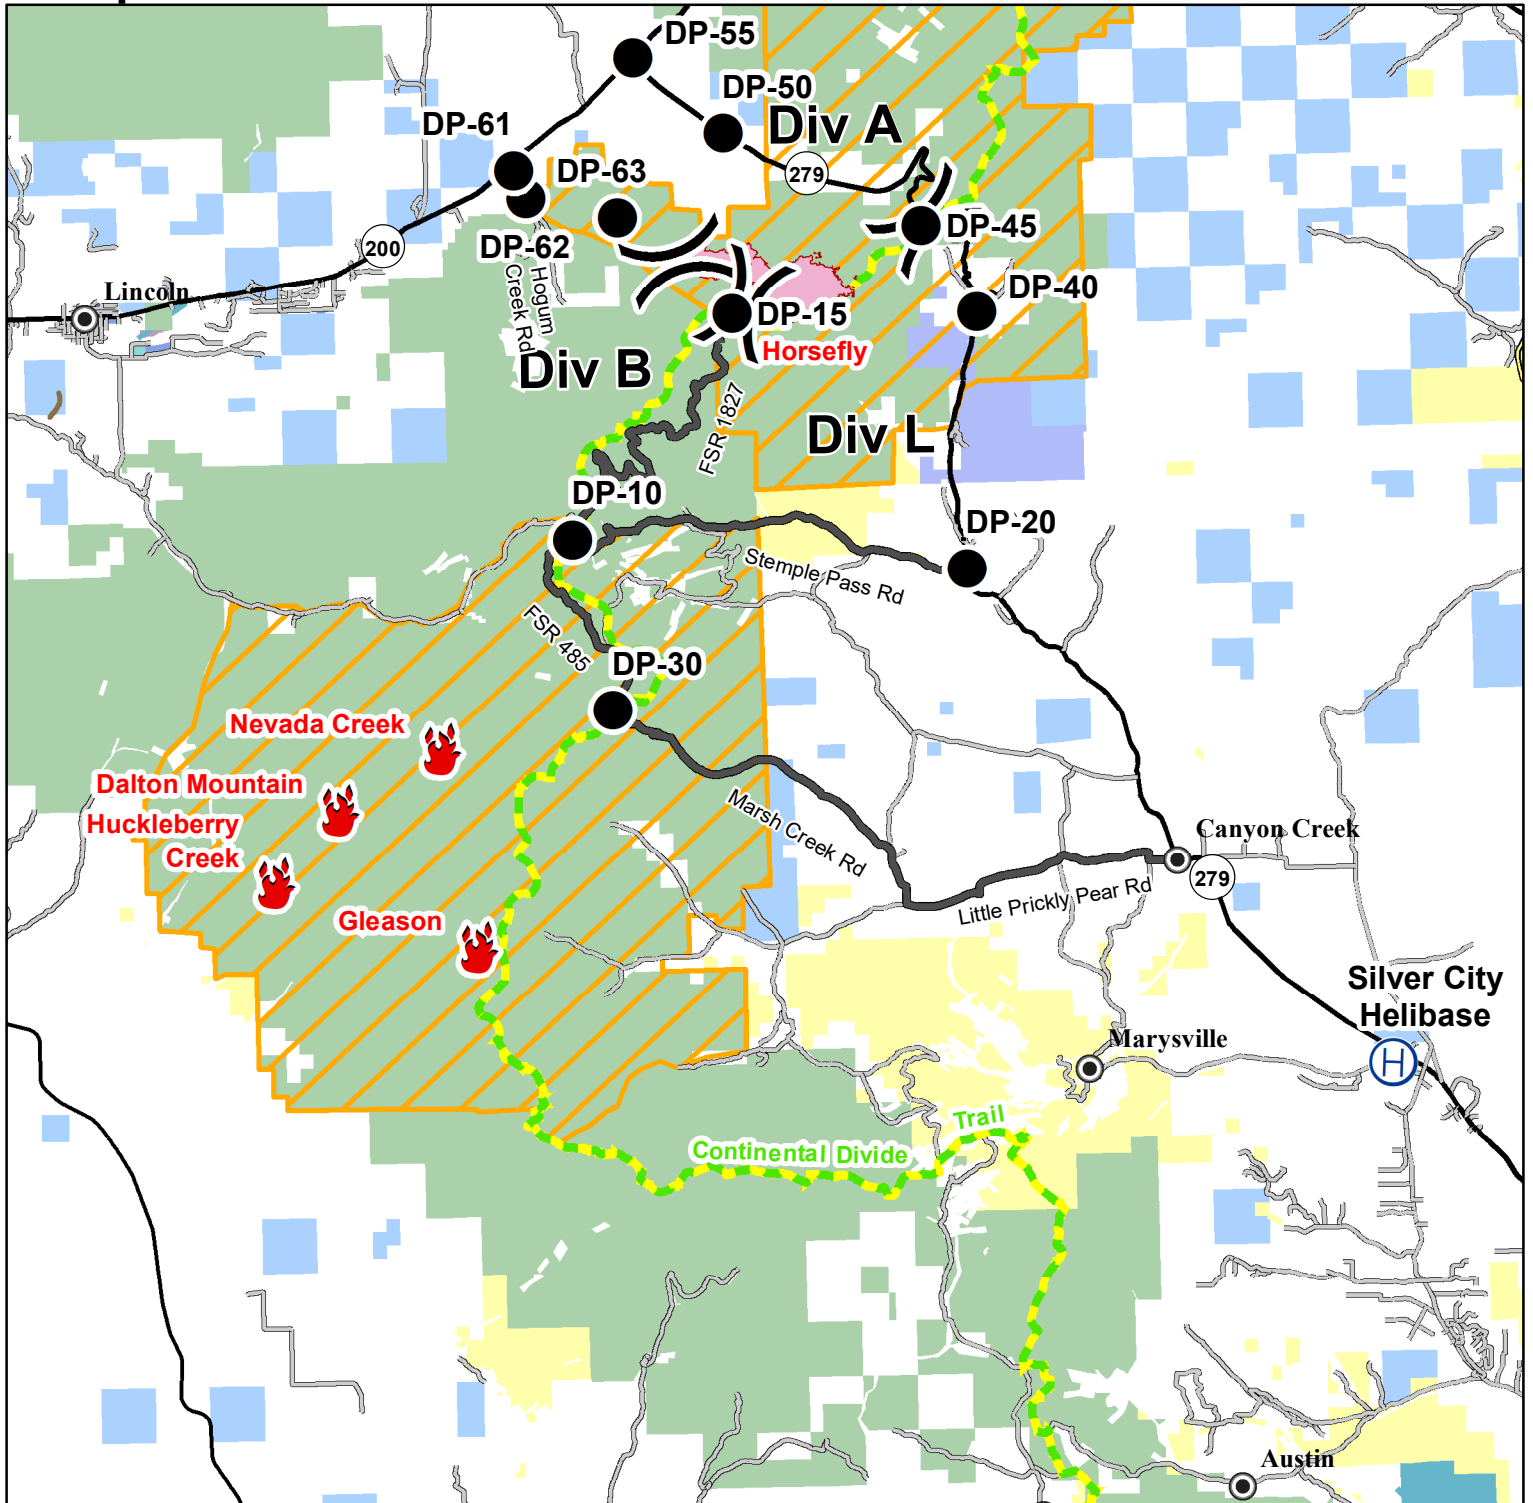 DP-55
DP-50
Div A
DP-61
DP-63
279
DP-62
DP-45
200
Hogum
Creek Rd
Lincoln
DP-40
DP-15
Horsefly
Div B
FSR 1827
Div L
DP-10
DP-20
Stemple Pass Rd
FSR 485
DP-30
Nevada Creek
Dalton Mountain
Huckleberry
Creek
Marsh Creek Rd
Canyon Creek
279
Little Prickly Pear Rd
Gleason
Silver City
Helibase
Marysville
H
Trail
Continental Divide
Austin